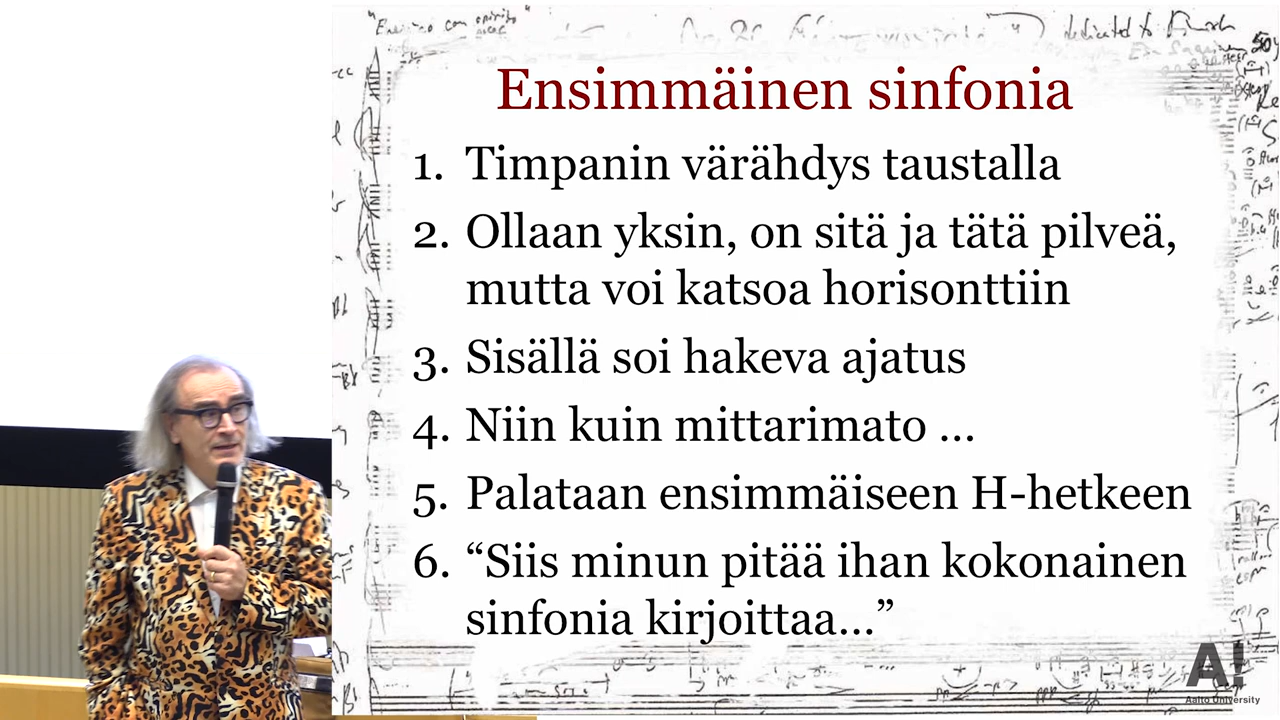 "
dedicated to
Ensimmäinen sinfonia
1. Timpanin värähdys taustalla
2. Ollaan yksin, on sitä ja tätä pilveä,
mutta voi katsoa horisonttiin
3. Sisällä soi hakeva ajatus
4. Niin kuin mittarimato ...
5. Palataan ensimmäiseen H-hetkeen
6. “Siis minun pitää ihan kokonainen
sinfonia kirjoittaa...”
A!
Aalto University